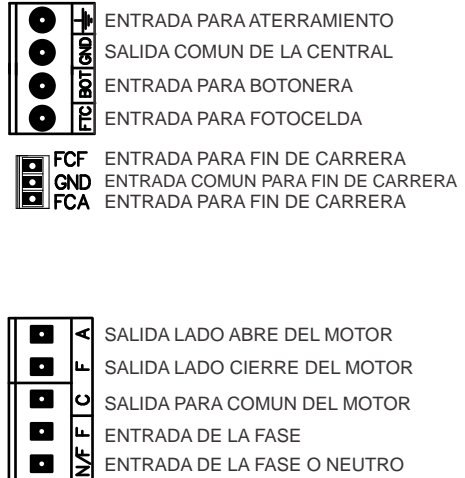 ENTRADA PARA ATERRAMIENTO
GND SALIDA COMUN DE LA CENTRAL
BOT ENTRADA PARA BOTONERA
FTC ENTRADA PARA FOTOCELDA
FCF ENTRADA PARA FIN DE CARRERA
GND ENTRADA COMUN PARA FIN DE CARRERA
FCA ENTRADA PARA FIN DE CARRERA
A SALIDA LADO ABRE DEL MOTOR
F SALIDA LADO CIERRE DEL MOTOR
C SALIDA PARA COMUN DEL MOTOR
F ENTRADA DE LA FASE
N/F ENTRADA DE LA FASE O NEUTRO